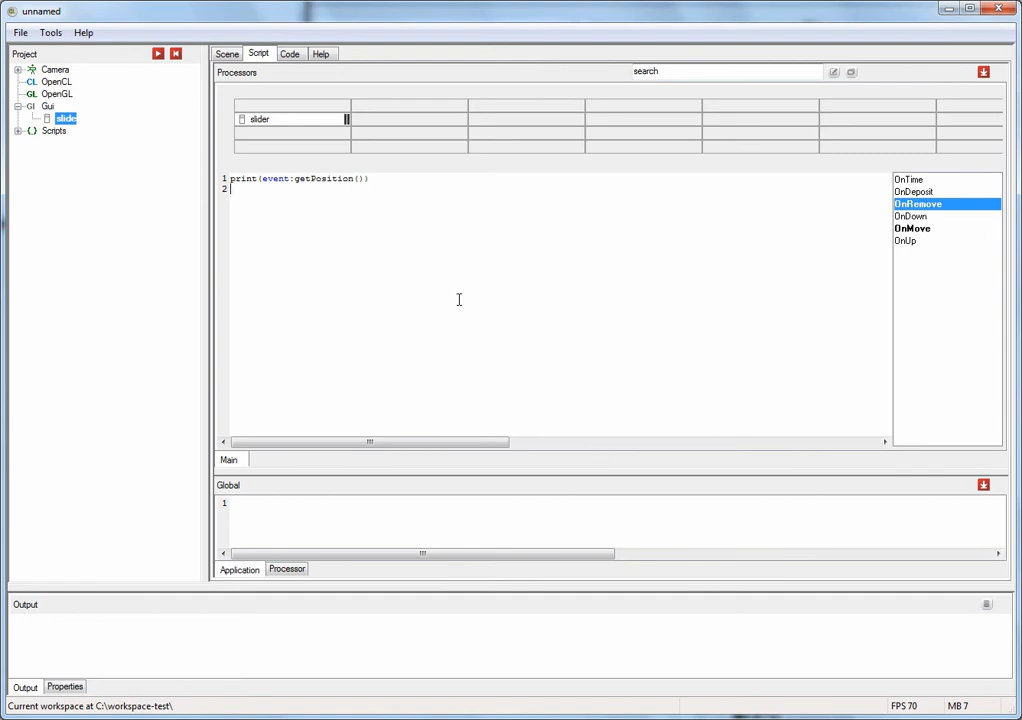 unnamed
File Tools Help
Project
Scene Script Code Help
Camera
CL OpenCL
GL OpenGL
GI Gui
slide
{ } Scripts
Processors
search
slider
1 print(event:getPosition())
2
OnTime
OnDeposit
OnRemove
OnDown
OnMove
OnUp
Main
Global
1
Application Processor
Output
Output Properties
Current workspace at C:\workspace-test\
FPS 70
MB 7